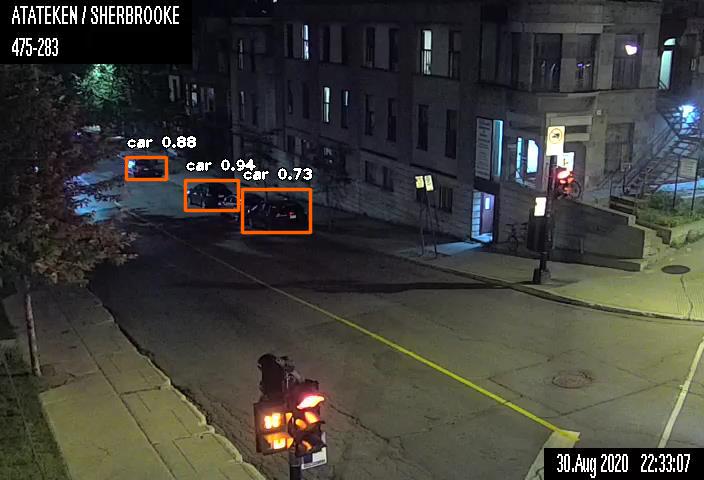 ATATEKEN / SHERBROOKE
475-283
car 0.88
car 0.94
car 0.73
30.Aug 2020 22:33:07